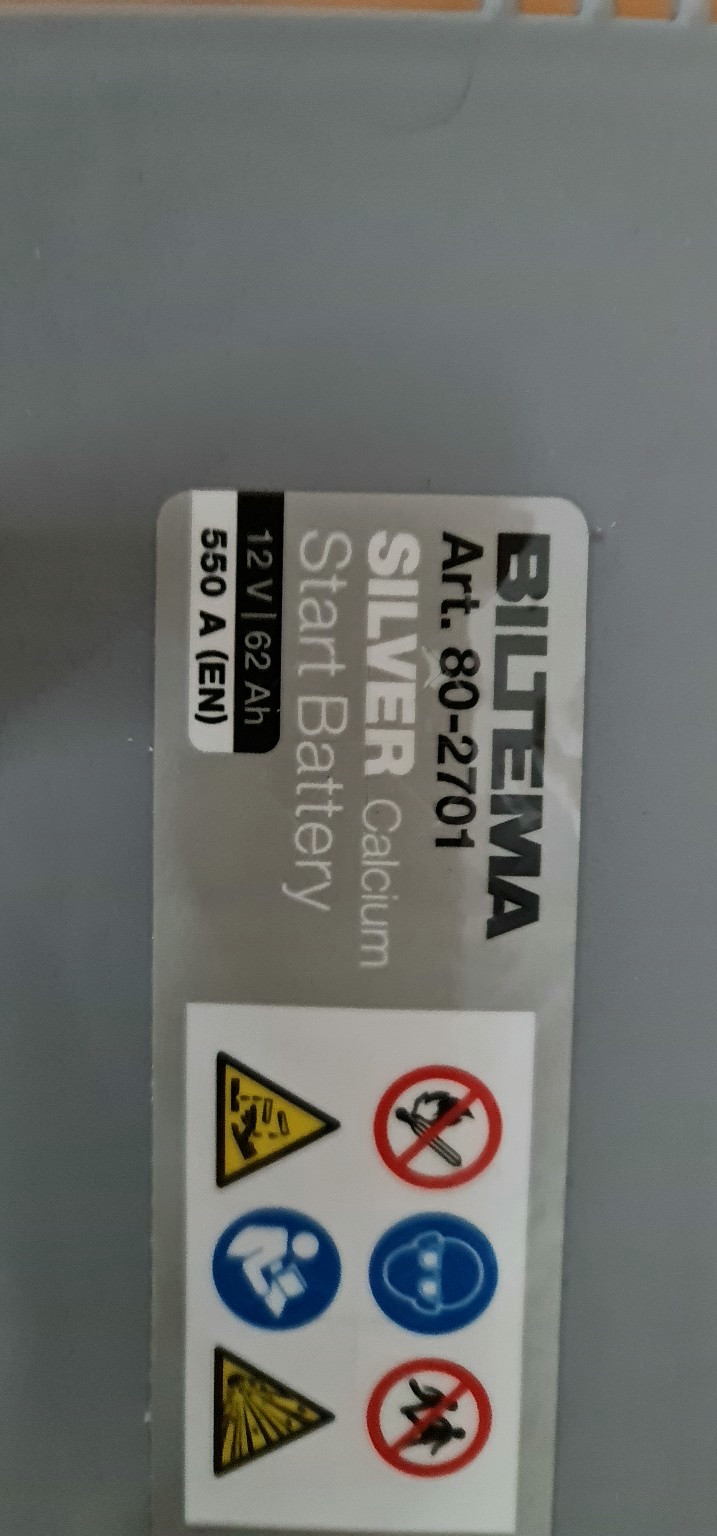 BILTEMA
Art. 80-2701
SILVER Calcium
Start Battery
12 V | 62 Ah
550 A (EN)